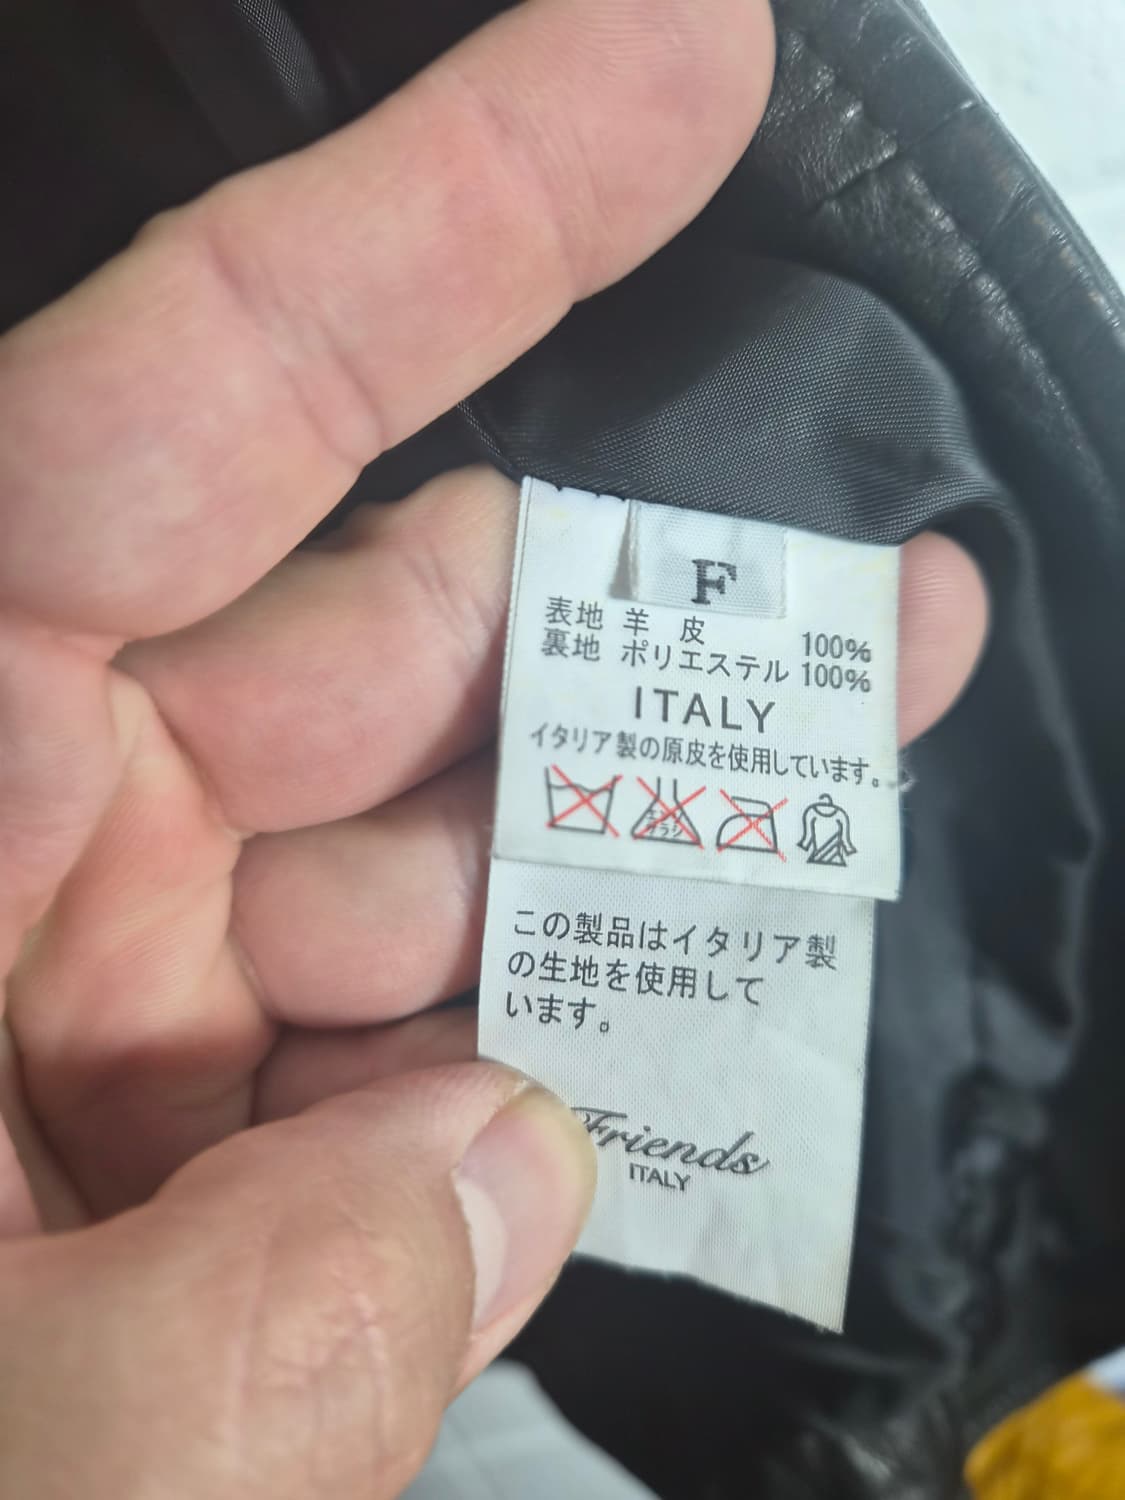 F
表地 羊 皮 100%
裏地 ポリエステル 100%
ITALY
イタリア製の原皮を使用しています。
この製品はイタリア製
の生地を使用して
います。
Friends
ITALY